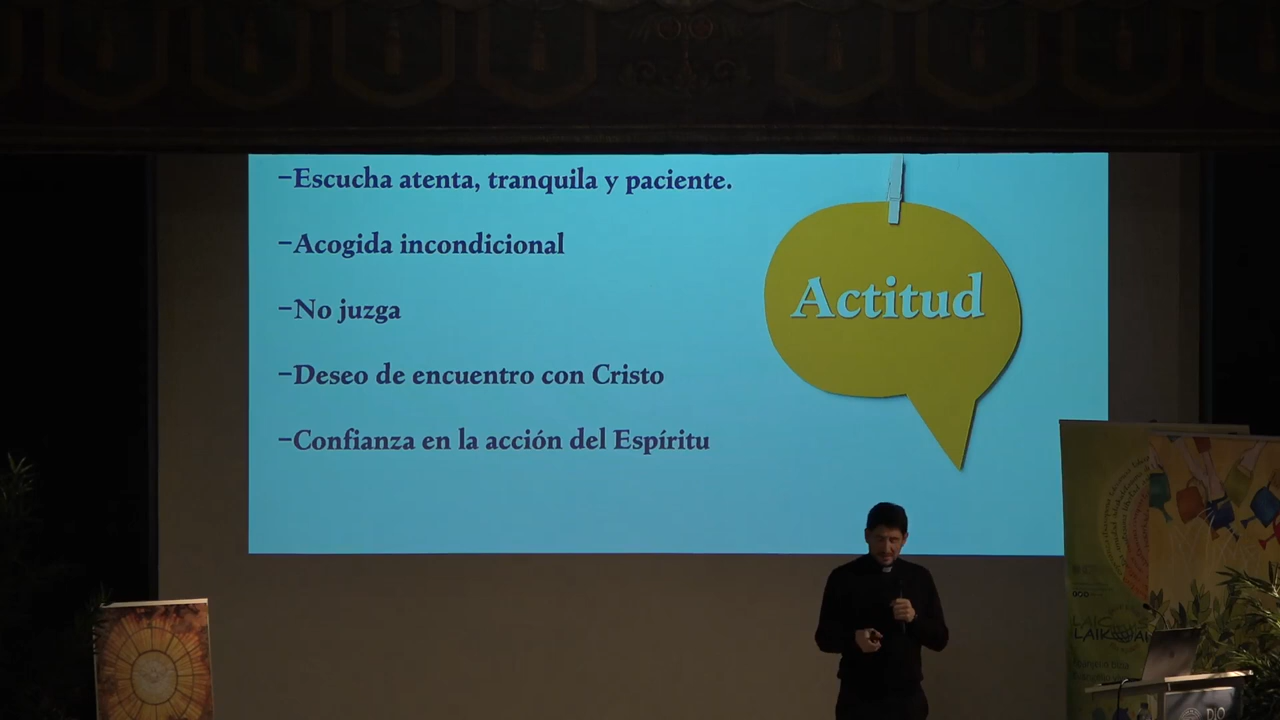 –Escucha atenta, tranquila y paciente.
–Acogida incondicional
–No juzga
–Deseo de encuentro con Cristo
–Confianza en la acción del Espíritu
Actitud